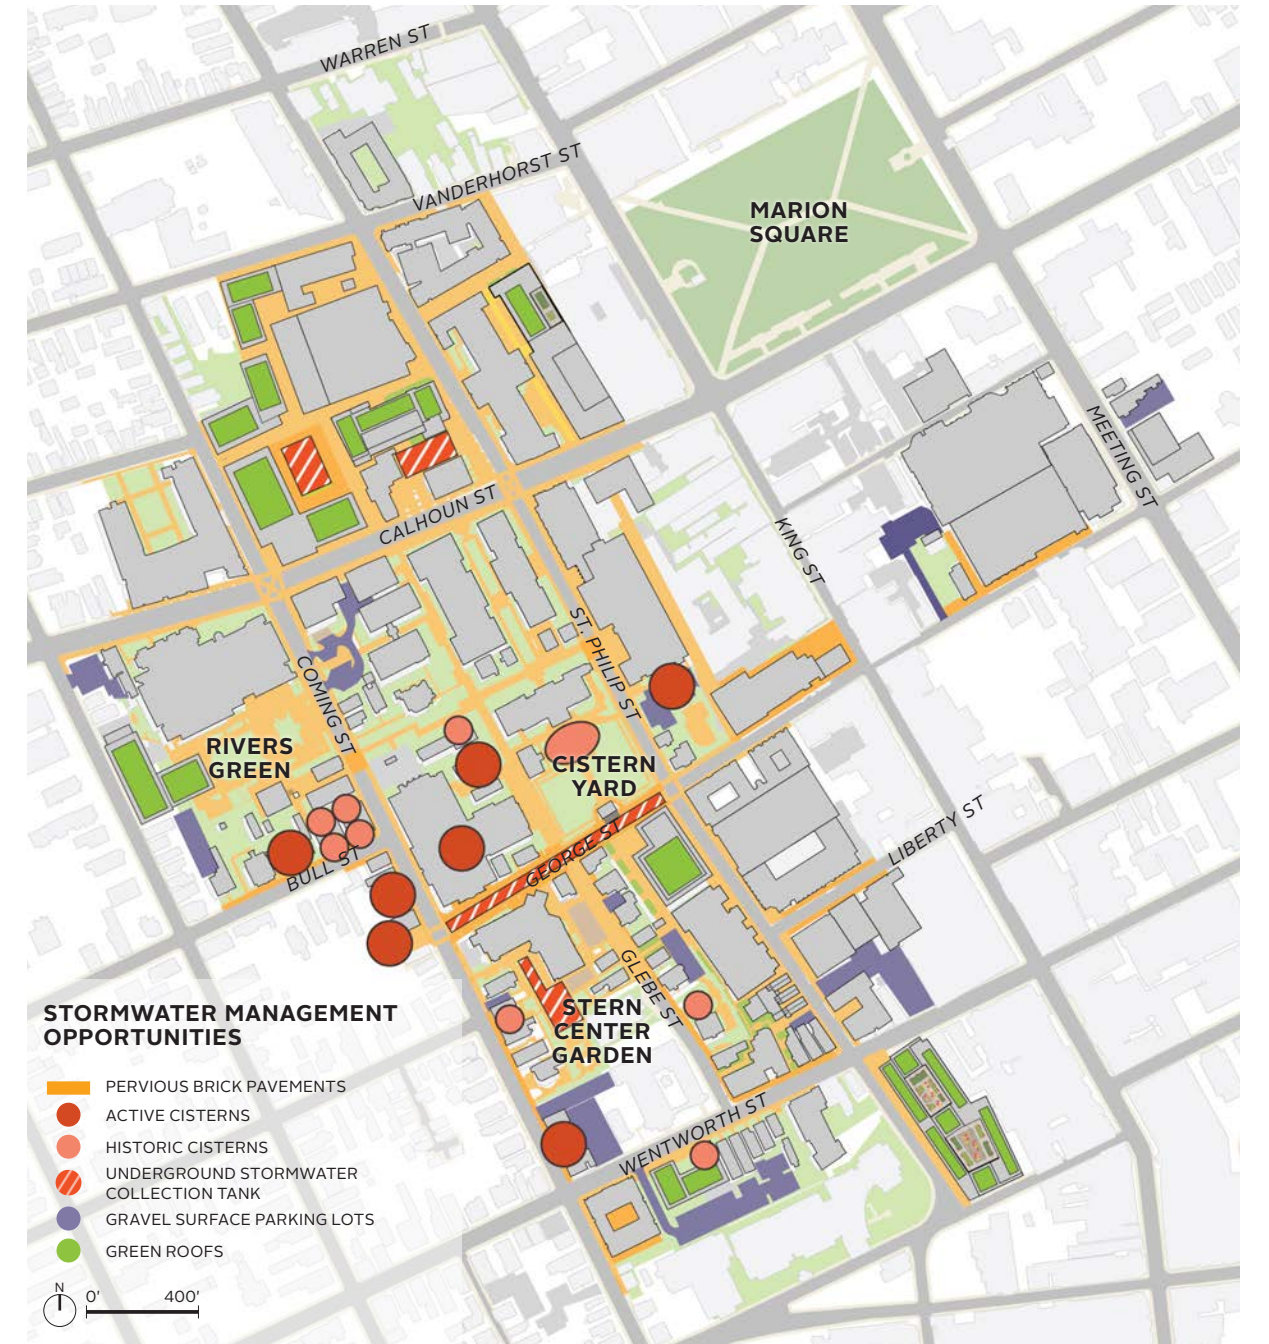 WARREN ST
VANDERHORST ST
MARION
SQUARE
MEETING ST
CALHOUN ST
KING ST
ST. PHILIP ST
COMING ST
RIVERS
GREEN
CISTERN
YARD
LIBERTY ST
GEORGE ST
BULL ST
GLEBE ST
STERN
CENTER
GARDEN
WENTWORTH ST
STORMWATER MANAGEMENT
OPPORTUNITIES
PERVIOUS BRICK PAVEMENTS
ACTIVE CISTERNS
HISTORIC CISTERNS
UNDERGROUND STORMWATER
COLLECTION TANK
GRAVEL SURFACE PARKING LOTS
GREEN ROOFS
N
0' 400'